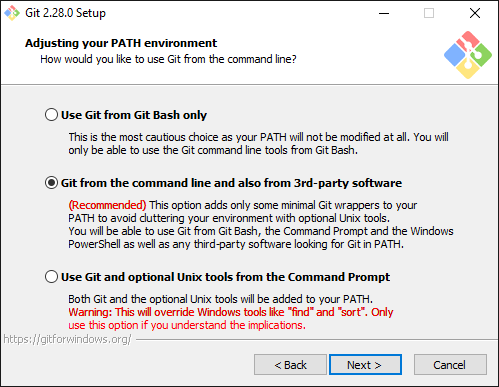 Git 2.28.0 Setup
Adjusting your PATH environment
How would you like to use Git from the command line?
Use Git from Git Bash only
This is the most cautious choice as your PATH will not be modified at all. You will
only be able to use the Git command line tools from Git Bash.
Git from the command line and also from 3rd-party software
(Recommended) This option adds only some minimal Git wrappers to your
PATH to avoid cluttering your environment with optional Unix tools.
You will be able to use Git from Git Bash, the Command Prompt and the Windows
PowerShell as well as any third-party software looking for Git in PATH.
Use Git and optional Unix tools from the Command Prompt
Both Git and the optional Unix tools will be added to your PATH.
Warning: This will override Windows tools like "find" and "sort". Only
use this option if you understand the implications.
https://gitforwindows.org/
< Back
Next >
Cancel